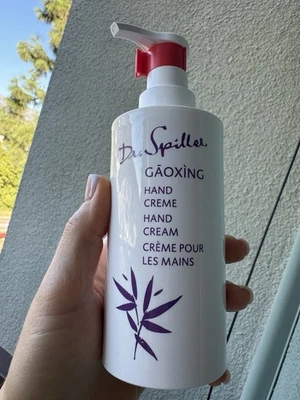 Dr. Spiller
GĀOXÌNG
HAND
CREME
HAND
CREAM
CRÈME POUR
LES MAINS